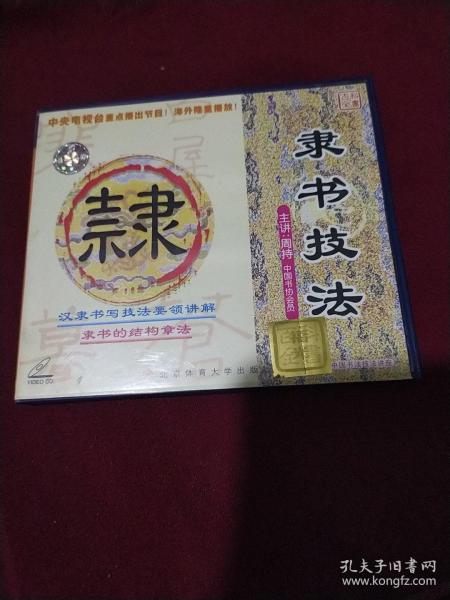 中央电视台重点播出节目！海外隆重播放！
隶
汉隶书写技法要领讲解
隶书的结构章法
VIDEO CD
北京体育大学出版
隶书技法
主讲：周持
中国书协会员
孔夫子旧书网
www.kongfz.com